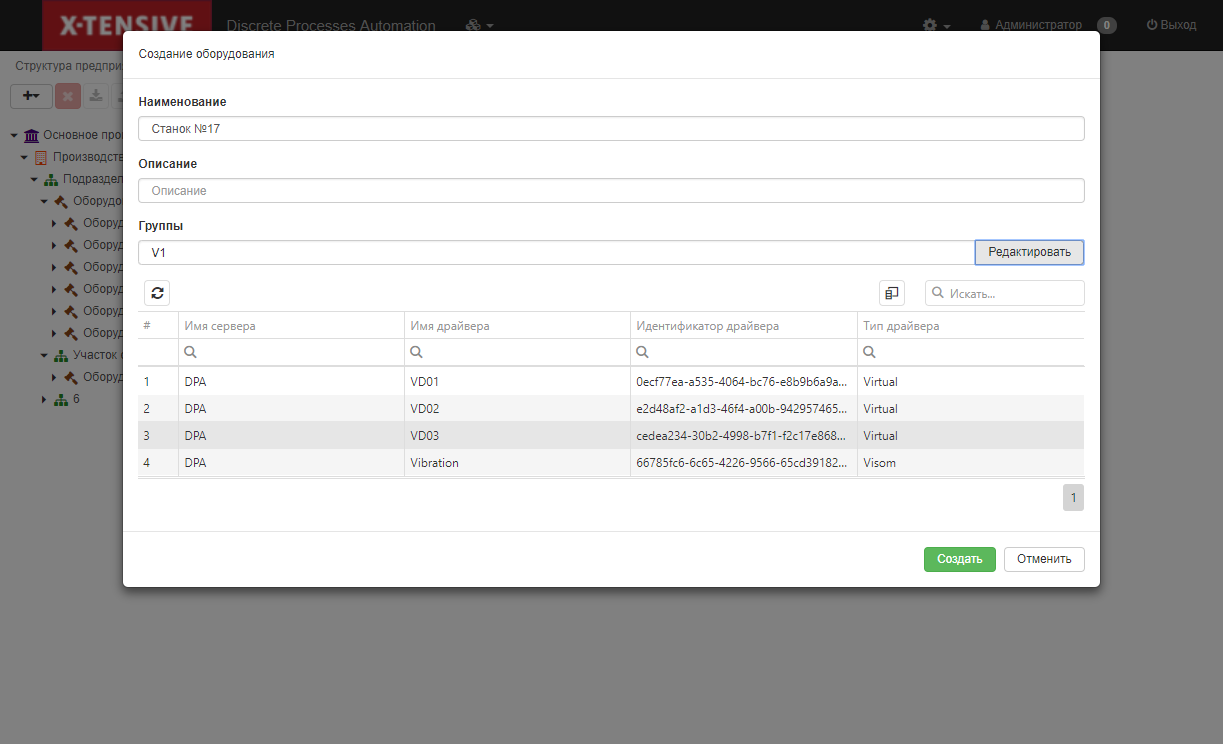 X-TENSIVE Discrete Processes Automation Администратор 0 Выход
Структура предпри
Создание оборудования
Наименование
Станок №17
Описание
Описание
Группы
V1 Редактировать
Искать...
# Имя сервера Имя драйвера Идентификатор драйвера Тип драйвера
1 DPA VD01 0ecf77ea-a535-4064-bc76-e8b9b6a9a... Virtual
2 DPA VD02 e2d48af2-a1d3-46f4-a00b-942957465... Virtual
3 DPA VD03 cedea234-30b2-4998-b7f1-f2c17e868... Virtual
4 DPA Vibration 66785fc6-6c65-4226-9566-65cd39182... Visom
1
Создать Отменить
Основное про
Производств
Подраздел
Оборудо
Оборуд
Оборуд
Оборуд
Оборуд
Оборуд
Оборуд
Участок
Оборуд
6